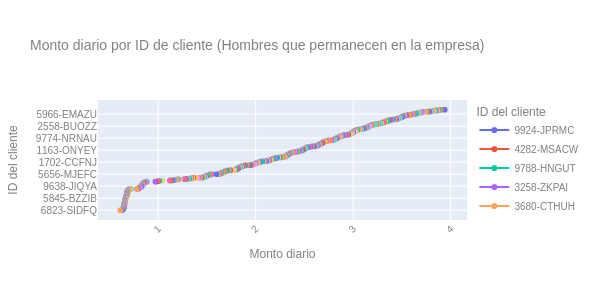 Monto diario por ID de cliente (Hombres que permanecen en la empresa)
ID del cliente
5966-EMAZU
2558-BUOZZ
9774-NRNAU
1163-ONYEY
1702-CCFNJ
5656-MJEFC
9638-JIQYA
5845-BZZIB
6823-SIDFQ
1
2
3
4
Monto diario
ID del cliente
9924-JPRMC
4282-MSACW
9788-HNGUT
3258-ZKPAI
3680-CTHUH